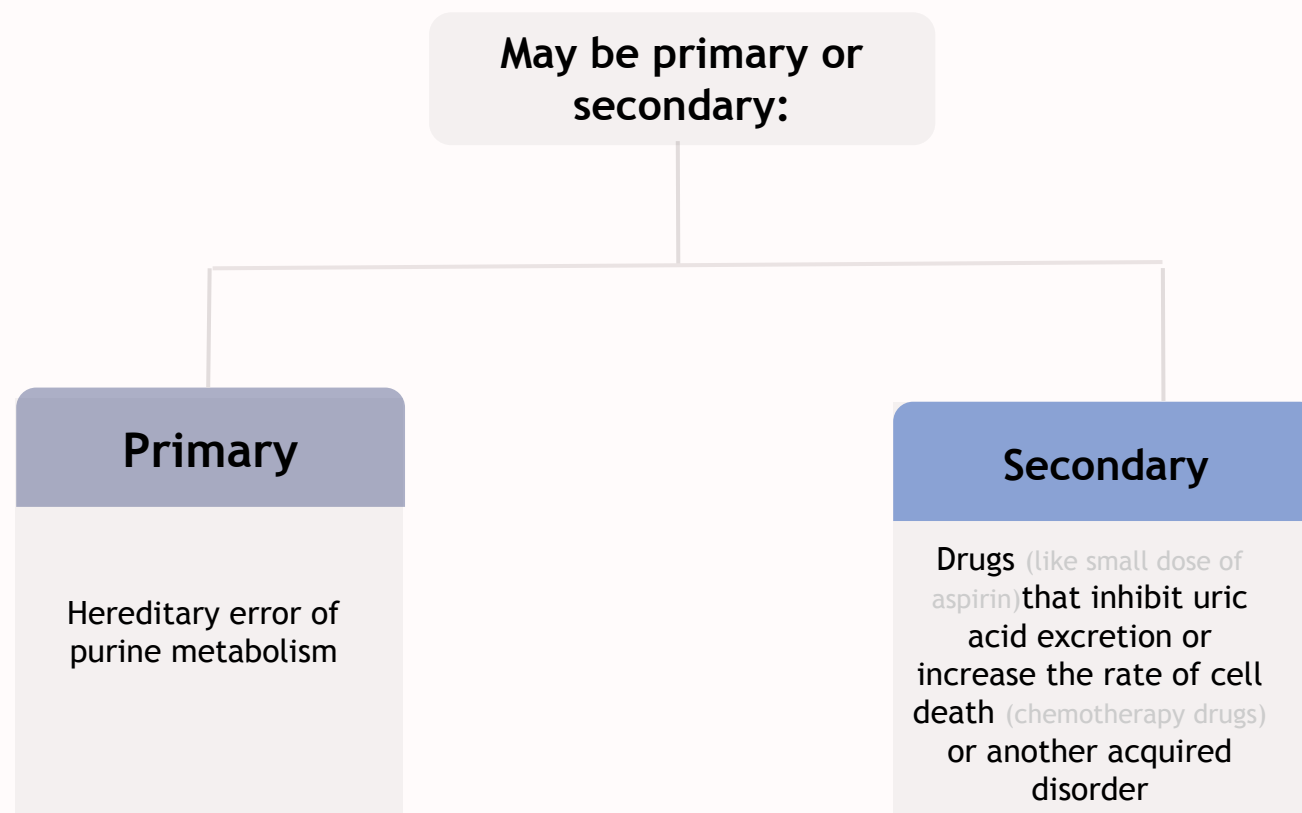 May be primary or
secondary:
Primary
Hereditary error of
purine metabolism
Secondary
Drugs (like small dose of
aspirin)that inhibit uric
acid excretion or
increase the rate of cell
death (chemotherapy drugs)
or another acquired
disorder